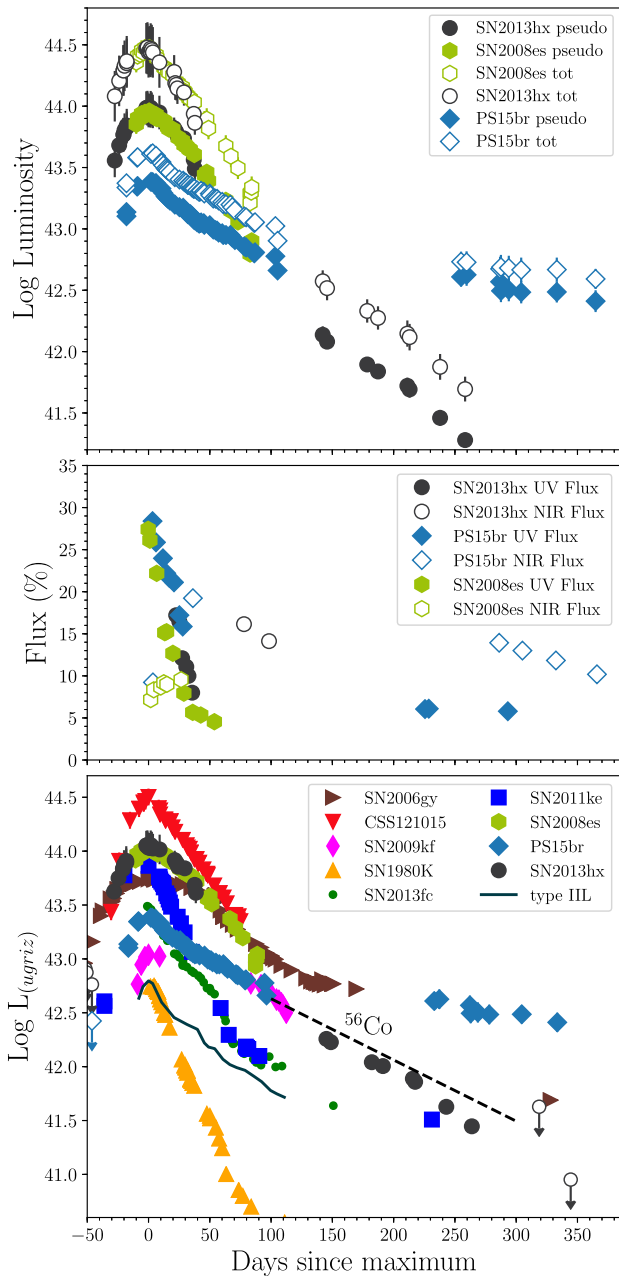 44.5
44.0
43.5
43.0
42.5
42.0
41.5
Log Luminosity
SN2013hx pseudo
SN2008es pseudo
SN2008es tot
SN2013hx tot
PS15br pseudo
PS15br tot
35
30
25
20
15
10
5
0
Flux (%)
SN2013hx UV Flux
SN2013hx NIR Flux
PS15br UV Flux
PS15br NIR Flux
SN2008es UV Flux
SN2008es NIR Flux
44.5
44.0
43.5
43.0
42.5
42.0
41.5
41.0
Log L(ugriz)
SN2006gy
CSS121015
SN2009kf
SN1980K
SN2013fc
SN2011ke
SN2008es
PS15br
SN2013hx
type IIL
56Co
−50 0 50 100 150 200 250 300 350
Days since maximum